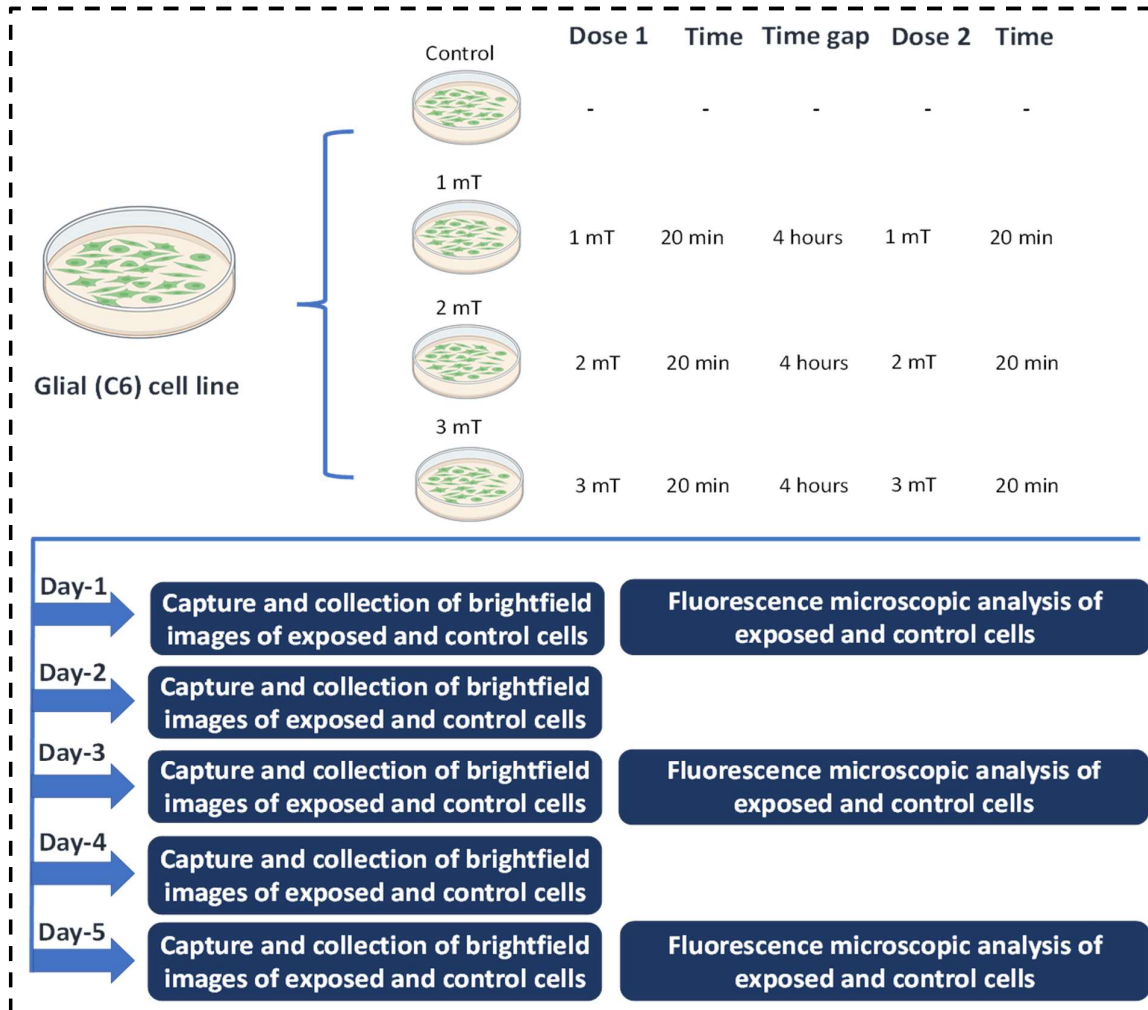 Dose 1 Time Time gap Dose 2 Time
Control
- - - - -
1 mT
1 mT 20 min 4 hours 1 mT 20 min
2 mT
2 mT 20 min 4 hours 2 mT 20 min
Glial (C6) cell line
3 mT
3 mT 20 min 4 hours 3 mT 20 min
Day-1
Capture and collection of brightfield
images of exposed and control cells
Fluorescence microscopic analysis of
exposed and control cells
Day-2
Capture and collection of brightfield
images of exposed and control cells
Day-3
Capture and collection of brightfield
images of exposed and control cells
Fluorescence microscopic analysis of
exposed and control cells
Day-4
Capture and collection of brightfield
images of exposed and control cells
Day-5
Capture and collection of brightfield
images of exposed and control cells
Fluorescence microscopic analysis of
exposed and control cells